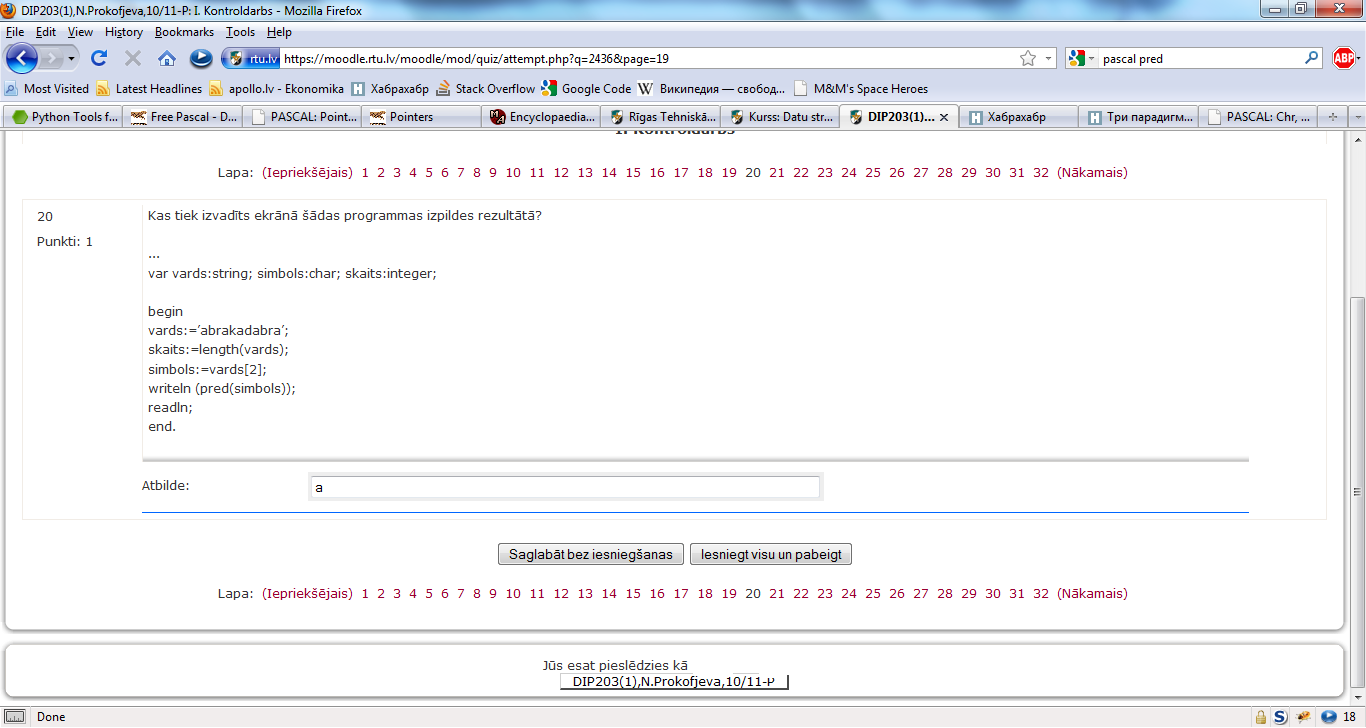 DIP203(1),N.Prokofjeva,10/11-P: I. Kontroldarbs - Mozilla Firefox
File Edit View History Bookmarks Tools Help
rtu.lv https://moodle.rtu.lv/moodle/mod/quiz/attempt.php?q=2436&page=19 pascal pred ABP
Most Visited Latest Headlines apollo.lv - Ekonomika Хабрахабр Stack Overflow Google Code W Википедия — свобод... M&M's Space Heroes
Python Tools f... Free Pascal - D... PASCAL: Point... Pointers Encyclopaedia... Rīgas Tehniskā... Kurss: Datu str... DIP203(1)... Хабрахабр Три парадигм... PASCAL: Chr, ...
I. Kontroldarbs
Lapa: (Iepriekšējais) 1 2 3 4 5 6 7 8 9 10 11 12 13 14 15 16 17 18 19 20 21 22 23 24 25 26 27 28 29 30 31 32 (Nākamais)
20
Punkti: 1
Kas tiek izvadīts ekrānā šādas programmas izpildes rezultātā?
...
var vards:string; simbols:char; skaits:integer;
begin
vards:=’abrakadabra’;
skaits:=length(vards);
simbols:=vards[2];
writeln (pred(simbols));
readln;
end.
Atbilde: a
Saglabāt bez iesniegšanas Iesniegt visu un pabeigt
Lapa: (Iepriekšējais) 1 2 3 4 5 6 7 8 9 10 11 12 13 14 15 16 17 18 19 20 21 22 23 24 25 26 27 28 29 30 31 32 (Nākamais)
Jūs esat pieslēdzies kā
DIP203(1),N.Prokofjeva,10/11-P
Done 18